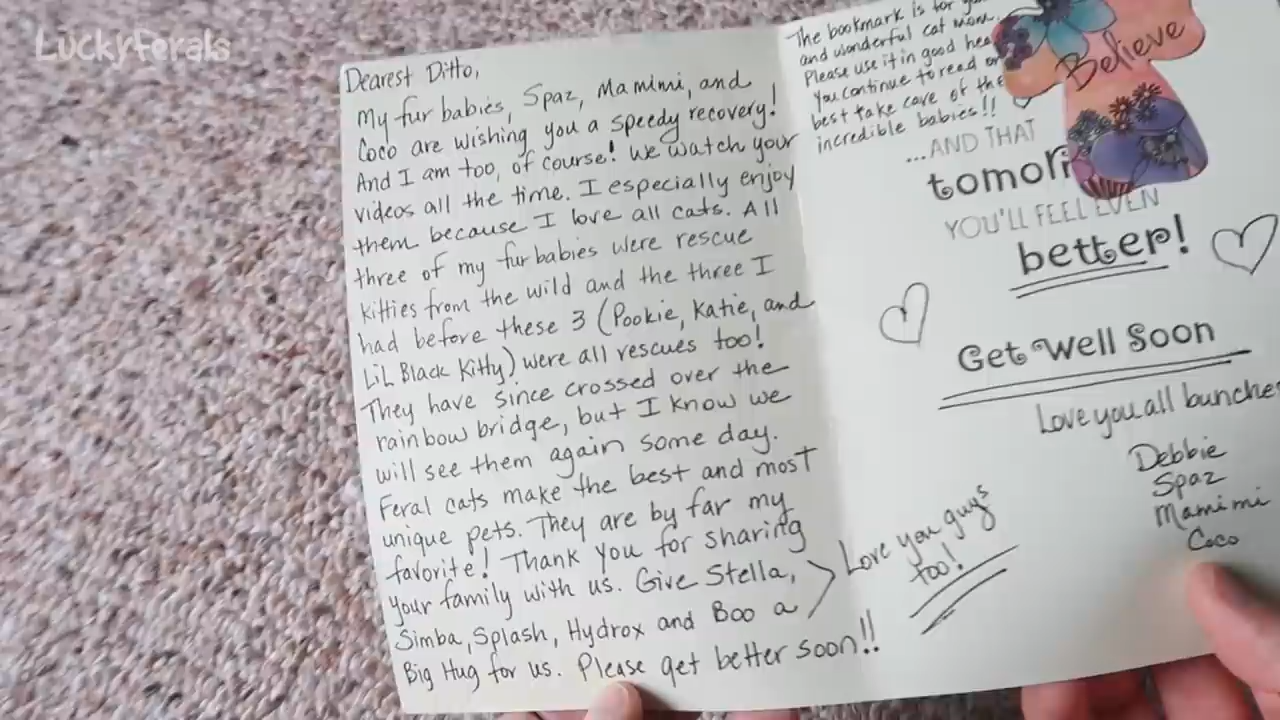 LuckyFerals
Dearest Ditto,
My fur babies, Spaz, Mamimi, and
Coco are wishing you a speedy recovery!
And I am too, of course! We watch your
videos all the time. I especially enjoy
them because I love all cats. All
three of my fur babies were rescue
kitties from the wild and the three I
had before these 3 (Pookie, Katie, and
LiL Black Kitty) were all rescues too!
They have since crossed over the
rainbow bridge, but I know we
will see them again some day.
Feral cats make the best and most
unique pets. They are by far my
favorite! Thank you for sharing
your family with us. Give Stella,
Simba, Splash, Hydrox and Boo a
Big Hug for us. Please get better soon!!
Love you guys
too!
The bookmark is for
and wonderful cat mom.
Please use it in good
You continue to read
best take care of the
incredible babies!!
Believe
...AND THAT
YOU'LL FEEL EVEN
better!
Get Well Soon
Love you all
Debbie
Spaz
Mamimi
Coco